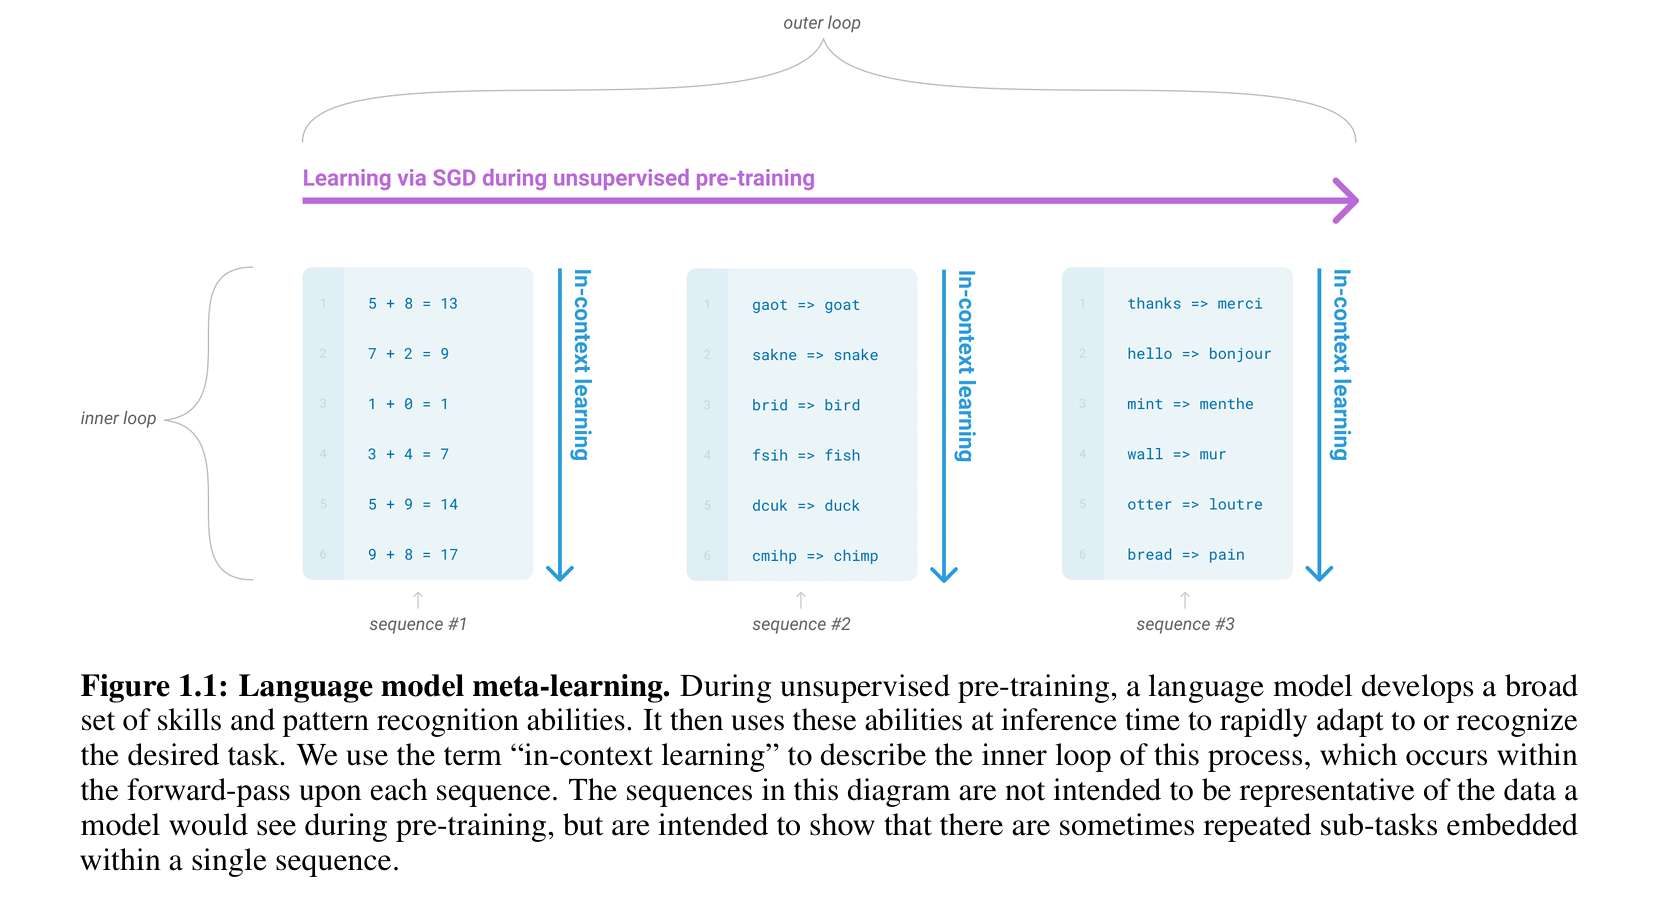 outer loop
Learning via SGD during unsupervised pre-training
inner loop
1 5 + 8 = 13
2 7 + 2 = 9
3 1 + 0 = 1
4 3 + 4 = 7
5 5 + 9 = 14
6 9 + 8 = 17
In-context learning
sequence #1
1 gaot => goat
2 sakne => snake
3 brid => bird
4 fsih => fish
5 dcuk => duck
6 cmihp => chimp
In-context learning
sequence #2
1 thanks => merci
2 hello => bonjour
3 mint => menthe
4 wall => mur
5 otter => loutre
6 bread => pain
In-context learning
sequence #3
Figure 1.1: Language model meta-learning. During unsupervised pre-training, a language model develops a broad
set of skills and pattern recognition abilities. It then uses these abilities at inference time to rapidly adapt to or recognize
the desired task. We use the term “in-context learning” to describe the inner loop of this process, which occurs within
the forward-pass upon each sequence. The sequences in this diagram are not intended to be representative of the data a
model would see during pre-training, but are intended to show that there are sometimes repeated sub-tasks embedded
within a single sequence.